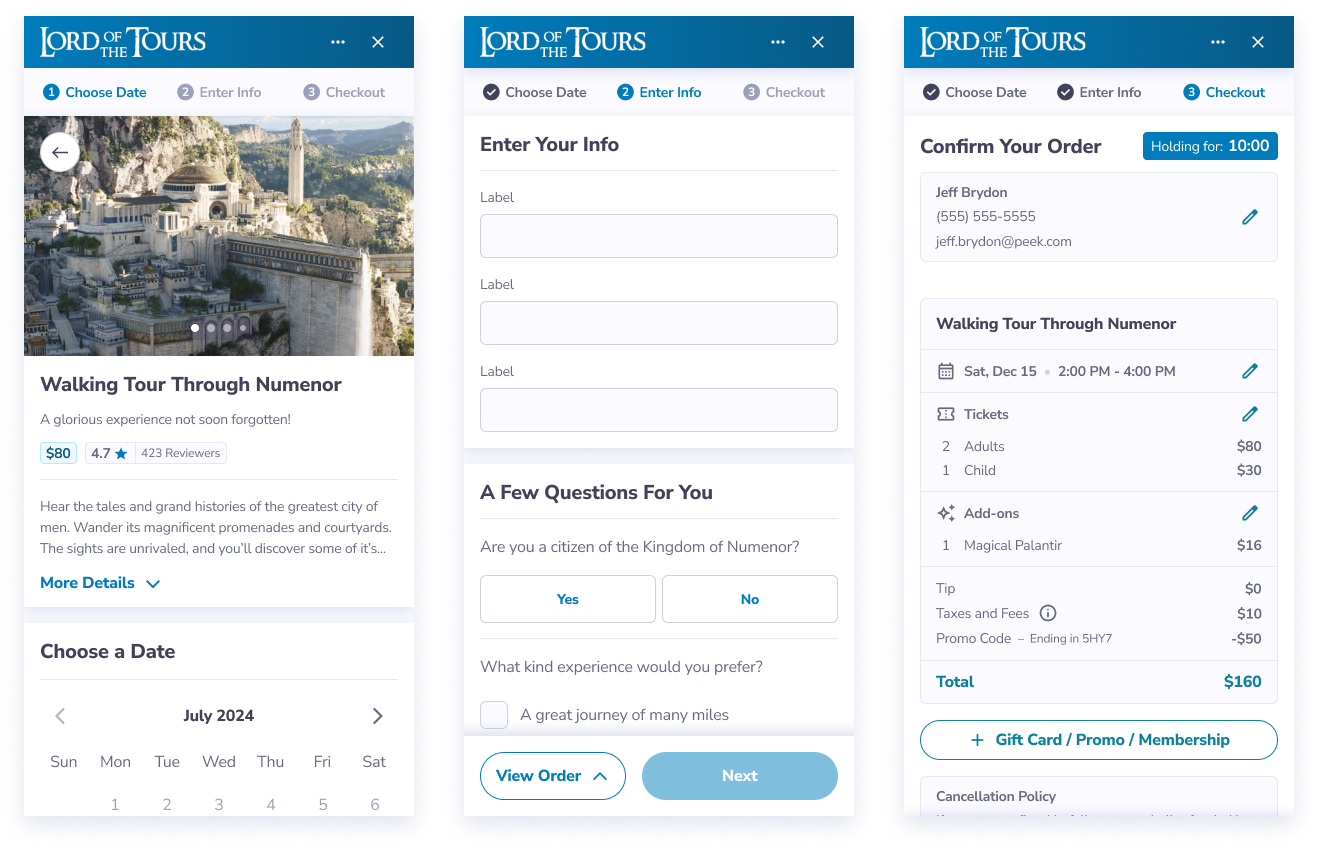 LORD OF THE TOURS
1 Choose Date 2 Enter Info 3 Checkout
Walking Tour Through Numenor
A glorious experience not soon forgotten!
$80 4.7 423 Reviewers
Hear the tales and grand histories of the greatest city of
men. Wander its magnificent promenades and courtyards.
The sights are unrivaled, and you’ll discover some of it’s...
More Details
Choose a Date
July 2024
Sun Mon Tue Wed Thu Fri Sat
1 2 3 4 5 6
LORD OF THE TOURS
Choose Date 2 Enter Info 3 Checkout
Enter Your Info
Label
Label
Label
A Few Questions For You
Are you a citizen of the Kingdom of Numenor?
Yes No
What kind experience would you prefer?
A great journey of many miles
View Order Next
LORD OF THE TOURS
Choose Date Enter Info 3 Checkout
Confirm Your Order Holding for: 10:00
Jeff Brydon
(555) 555-5555
jeff.brydon@peek.com
Walking Tour Through Numenor
Sat, Dec 15 • 2:00 PM - 4:00 PM
Tickets
2 Adults $80
1 Child $30
Add-ons
1 Magical Palantir $16
Tip $0
Taxes and Fees $10
Promo Code – Ending in 5HY7 -$50
Total $160
+ Gift Card / Promo / Membership
Cancellation Policy